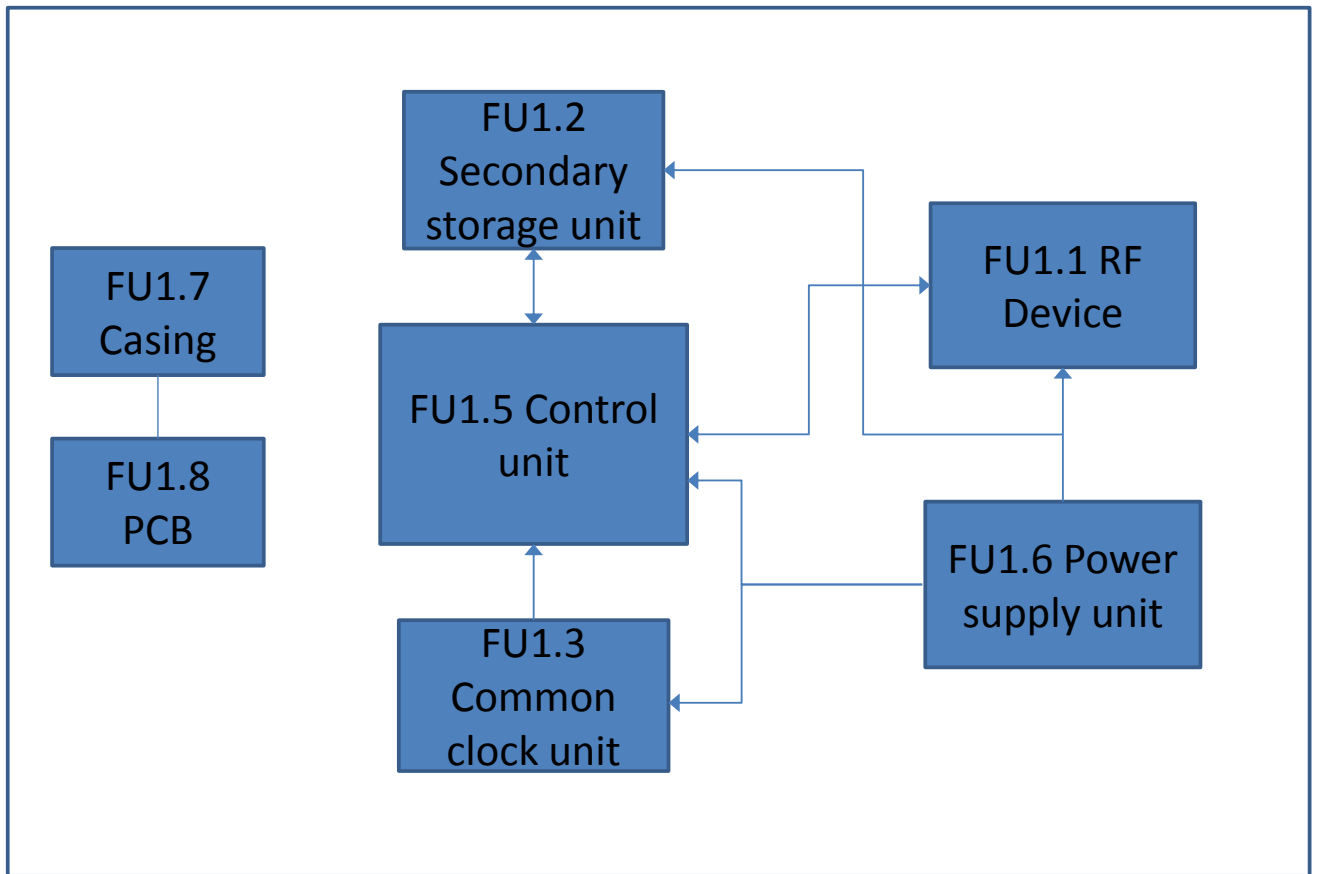 FU1.2
Secondary
storage unit
FU1.1 RF
Device
FU1.7
Casing
FU1.5 Control
unit
FU1.8
PCB
FU1.6 Power
supply unit
FU1.3
Common
clock unit